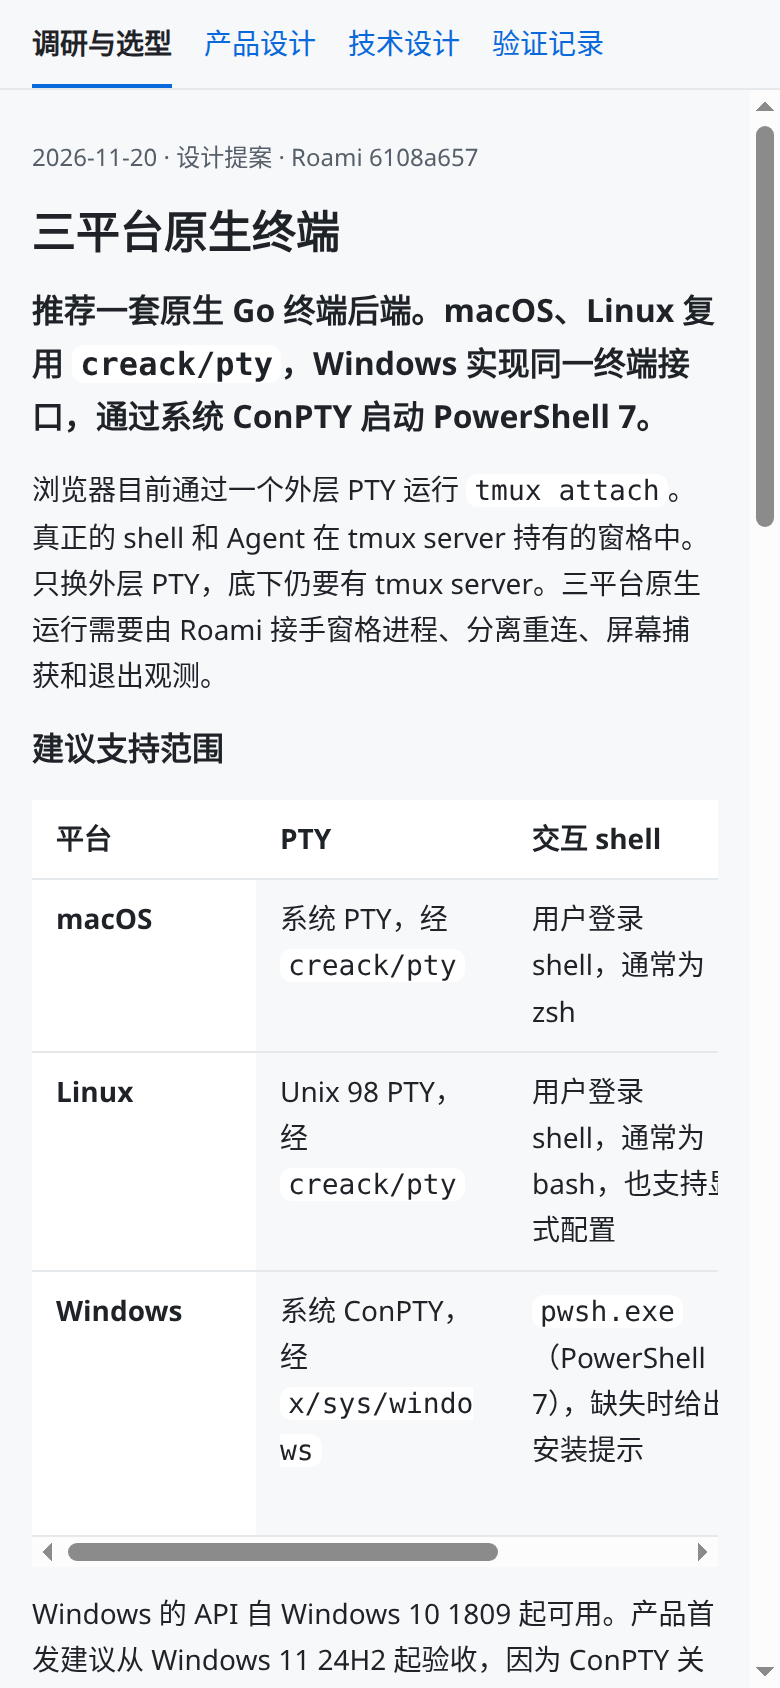 调研与选型 产品设计 技术设计 验证记录
2026-11-20 · 设计提案 · Roami 6108a657
三平台原生终端
推荐一套原生 Go 终端后端。macOS、Linux 复
用 creack/pty，Windows 实现同一终端接
口，通过系统 ConPTY 启动 PowerShell 7。
浏览器目前通过一个外层 PTY 运行 tmux attach。
真正的 shell 和 Agent 在 tmux server 持有的窗格中。
只换外层 PTY，底下仍要有 tmux server。三平台原生
运行需要由 Roami 接手窗格进程、分离重连、屏幕捕
获和退出观测。
建议支持范围
平台 PTY 交互 shell
macOS 系统 PTY，经 用户登录
creack/pty shell，通常为
zsh
Linux Unix 98 PTY， 用户登录
经 shell，通常为
creack/pty bash，也支持显
式配置
Windows 系统 ConPTY， pwsh.exe
经 （PowerShell
x/sys/windo 7），缺失时给出
ws 安装提示
Windows 的 API 自 Windows 10 1809 起可用。产品首
发建议从 Windows 11 24H2 起验收，因为 ConPTY 关